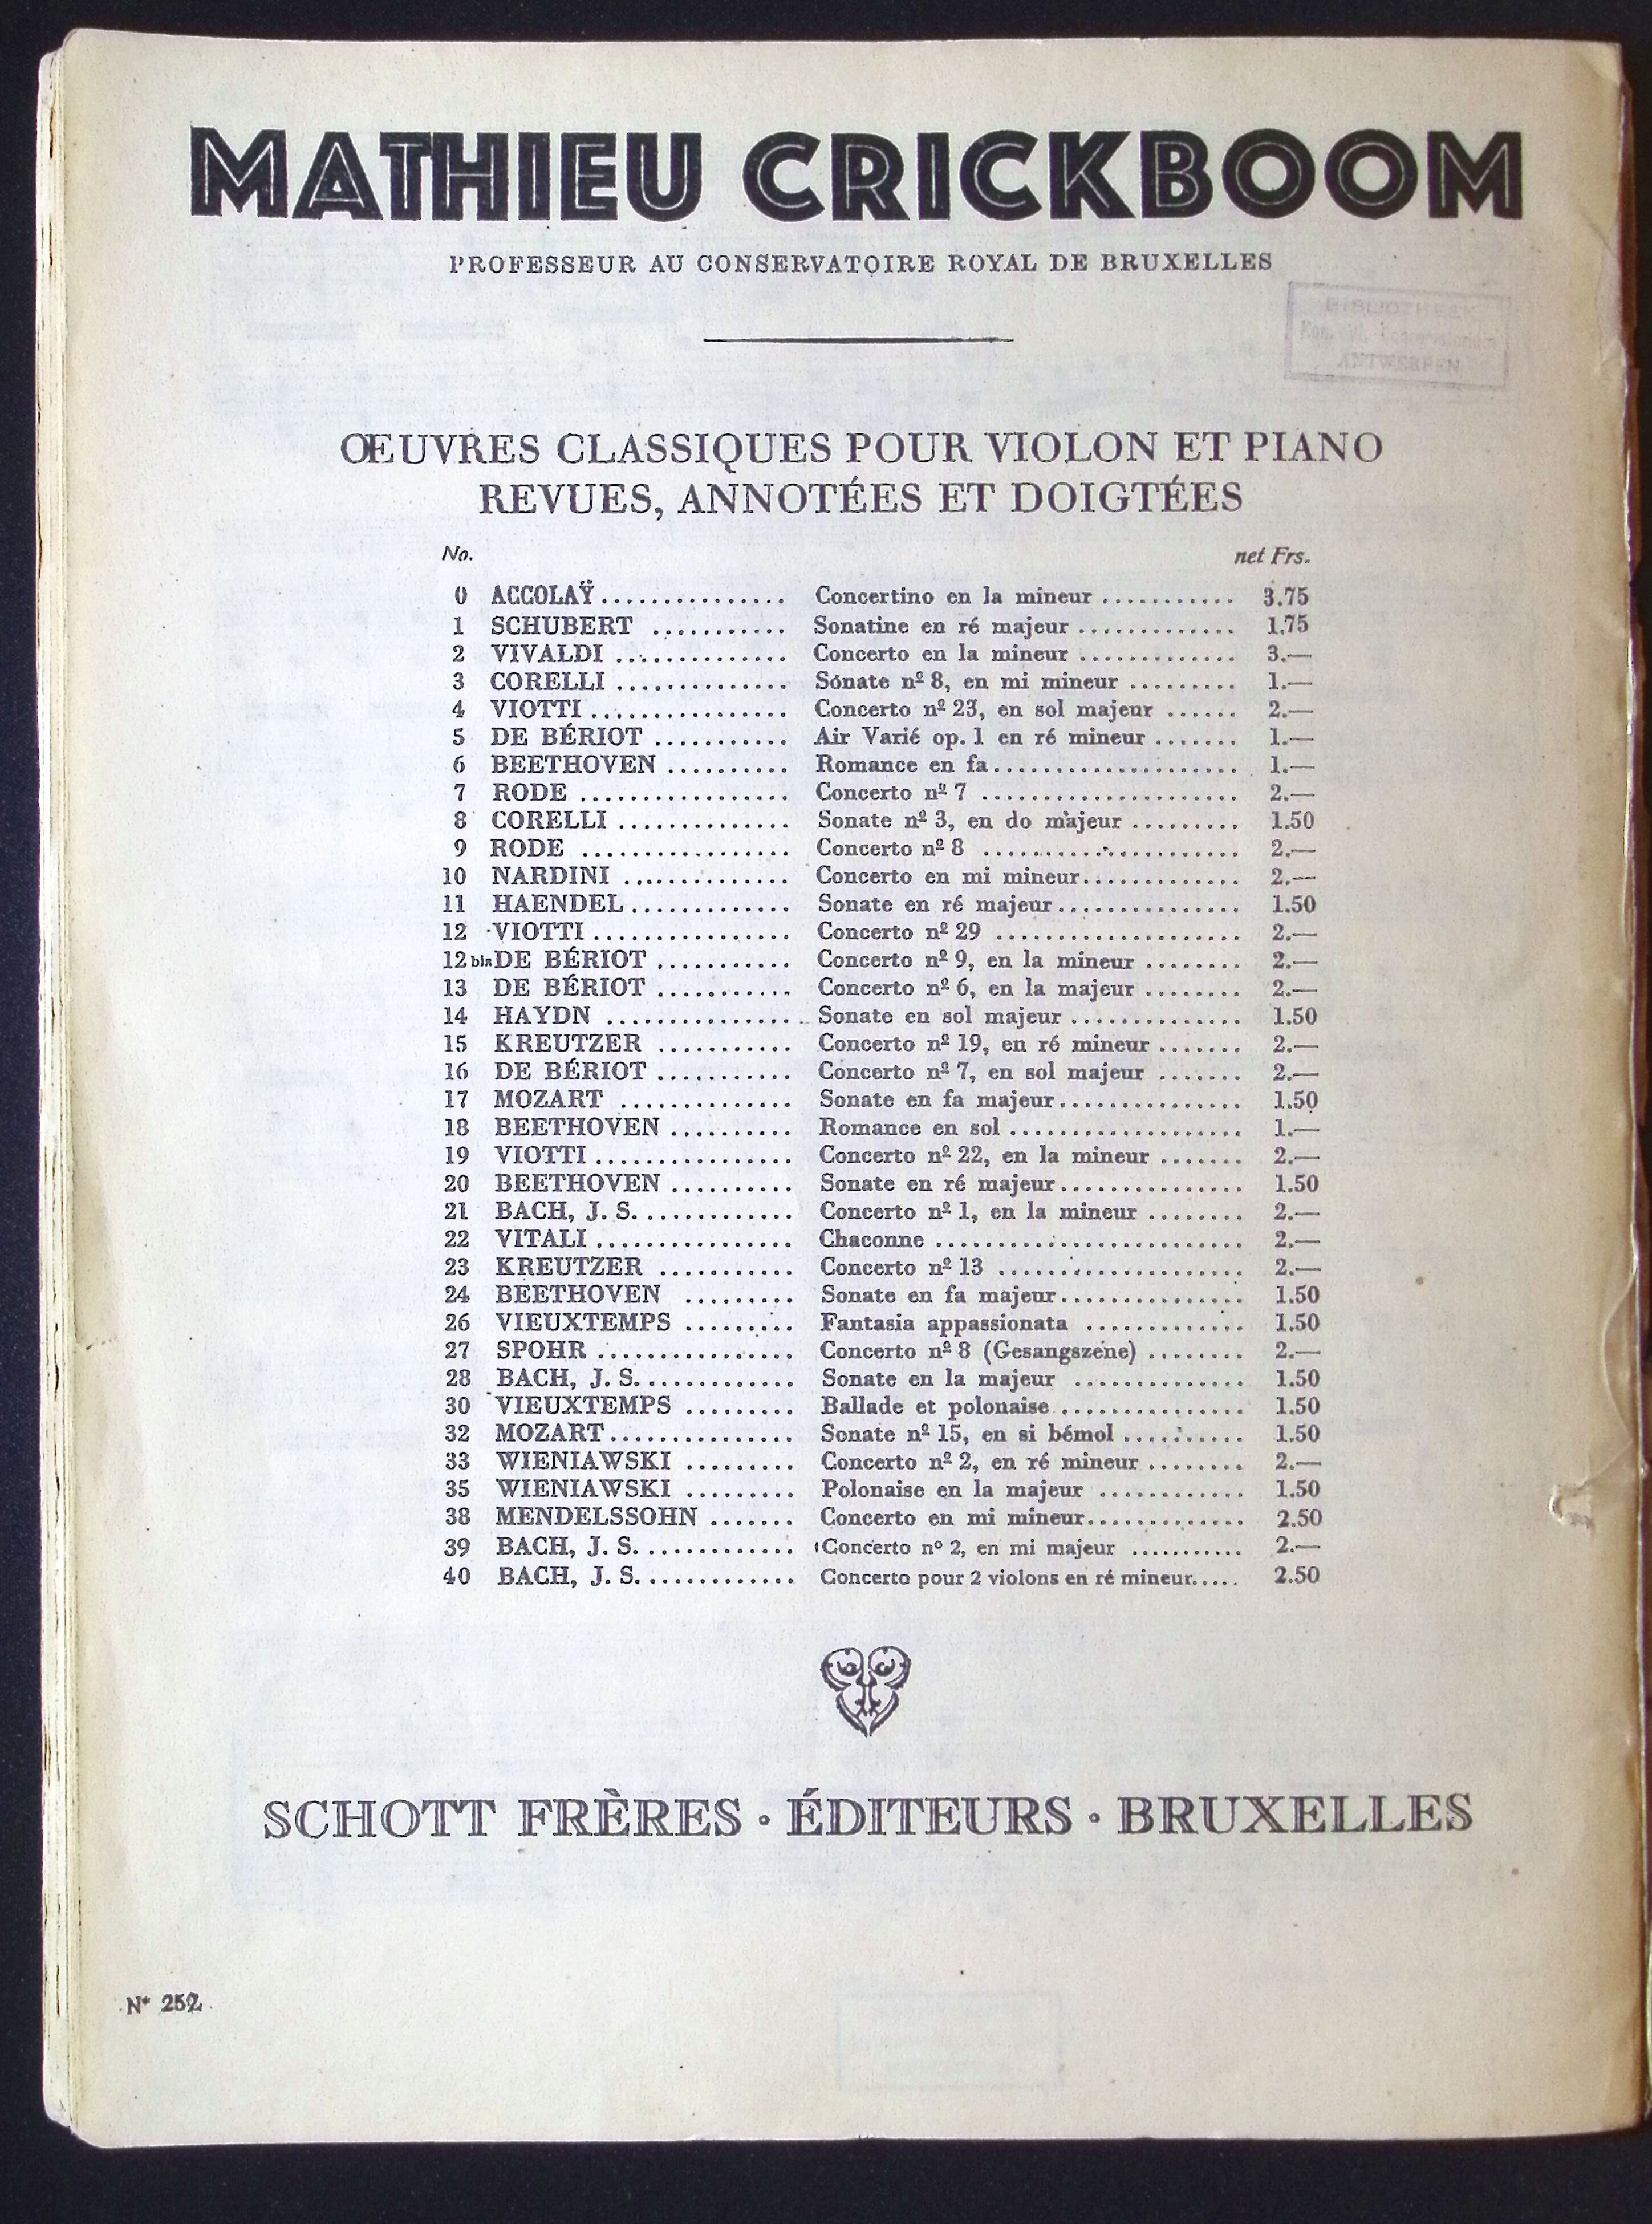 MATHIEU CRICKBOOM
PROFESSEUR AU CONSERVATOIRE ROYAL DE BRUXELLES
BIBLIOTHEEK
Kon. Vl. Conservatorium
ANTWERPEN
ŒUVRES CLASSIQUES POUR VIOLON ET PIANO
REVUES, ANNOTÉES ET DOIGTÉES
No. net Frs.
0 ACCOLAŸ............... Concertino en la mineur ........... 3.75
1 SCHUBERT ........... Sonatine en ré majeur ............. 1.75
2 VIVALDI .............. Concerto en la mineur ............. 3.—
3 CORELLI .............. Sonate nº 8, en mi mineur ......... 1.—
4 VIOTTI ................ Concerto nº 23, en sol majeur ...... 2.—
5 DE BÉRIOT ........... Air Varié op. 1 en ré mineur ....... 1.—
6 BEETHOVEN .......... Romance en fa..................... 1.—
7 RODE ................. Concerto nº 7 ...................... 2.—
8 CORELLI .............. Sonate nº 3, en do majeur ......... 1.50
9 RODE ................. Concerto nº 8 ...................... 2.—
10 NARDINI .............. Concerto en mi mineur............. 2.—
11 HAENDEL............. Sonate en ré majeur............... 1.50
12 VIOTTI ................ Concerto nº 29 ..................... 2.—
12 bis DE BÉRIOT ........... Concerto nº 9, en la mineur ........ 2.—
13 DE BÉRIOT ........... Concerto nº 6, en la majeur ........ 2.—
14 HAYDN ................ Sonate en sol majeur .............. 1.50
15 KREUTZER ........... Concerto nº 19, en ré mineur ....... 2.—
16 DE BÉRIOT ........... Concerto nº 7, en sol majeur ....... 2.—
17 MOZART .............. Sonate en fa majeur............... 1.50
18 BEETHOVEN .......... Romance en sol .................... 1.—
19 VIOTTI ................ Concerto nº 22, en la mineur ....... 2.—
20 BEETHOVEN .......... Sonate en ré majeur............... 1.50
21 BACH, J. S............. Concerto nº 1, en la mineur ........ 2.—
22 VITALI ................ Chaconne .......................... 2.—
23 KREUTZER ........... Concerto nº 13 ..................... 2.—
24 BEETHOVEN ......... Sonate en fa majeur............... 1.50
26 VIEUXTEMPS ......... Fantasia appassionata ............. 1.50
27 SPOHR ................ Concerto nº 8 (Gesangszene) ........ 2.—
28 BACH, J. S............. Sonate en la majeur .............. 1.50
30 VIEUXTEMPS ......... Ballade et polonaise ............... 1.50
32 MOZART............... Sonate nº 15, en si bémol .......... 1.50
33 WIENIAWSKI ......... Concerto nº 2, en ré mineur ........ 2.—
35 WIENIAWSKI ......... Polonaise en la majeur ............ 1.50
38 MENDELSSOHN ....... Concerto en mi mineur............. 2.50
39 BACH, J. S............. Concerto nº 2, en mi majeur ........... 2.—
40 BACH, J. S............. Concerto pour 2 violons en ré mineur..... 2.50
SCHOTT FRÈRES • ÉDITEURS • BRUXELLES
N° 252